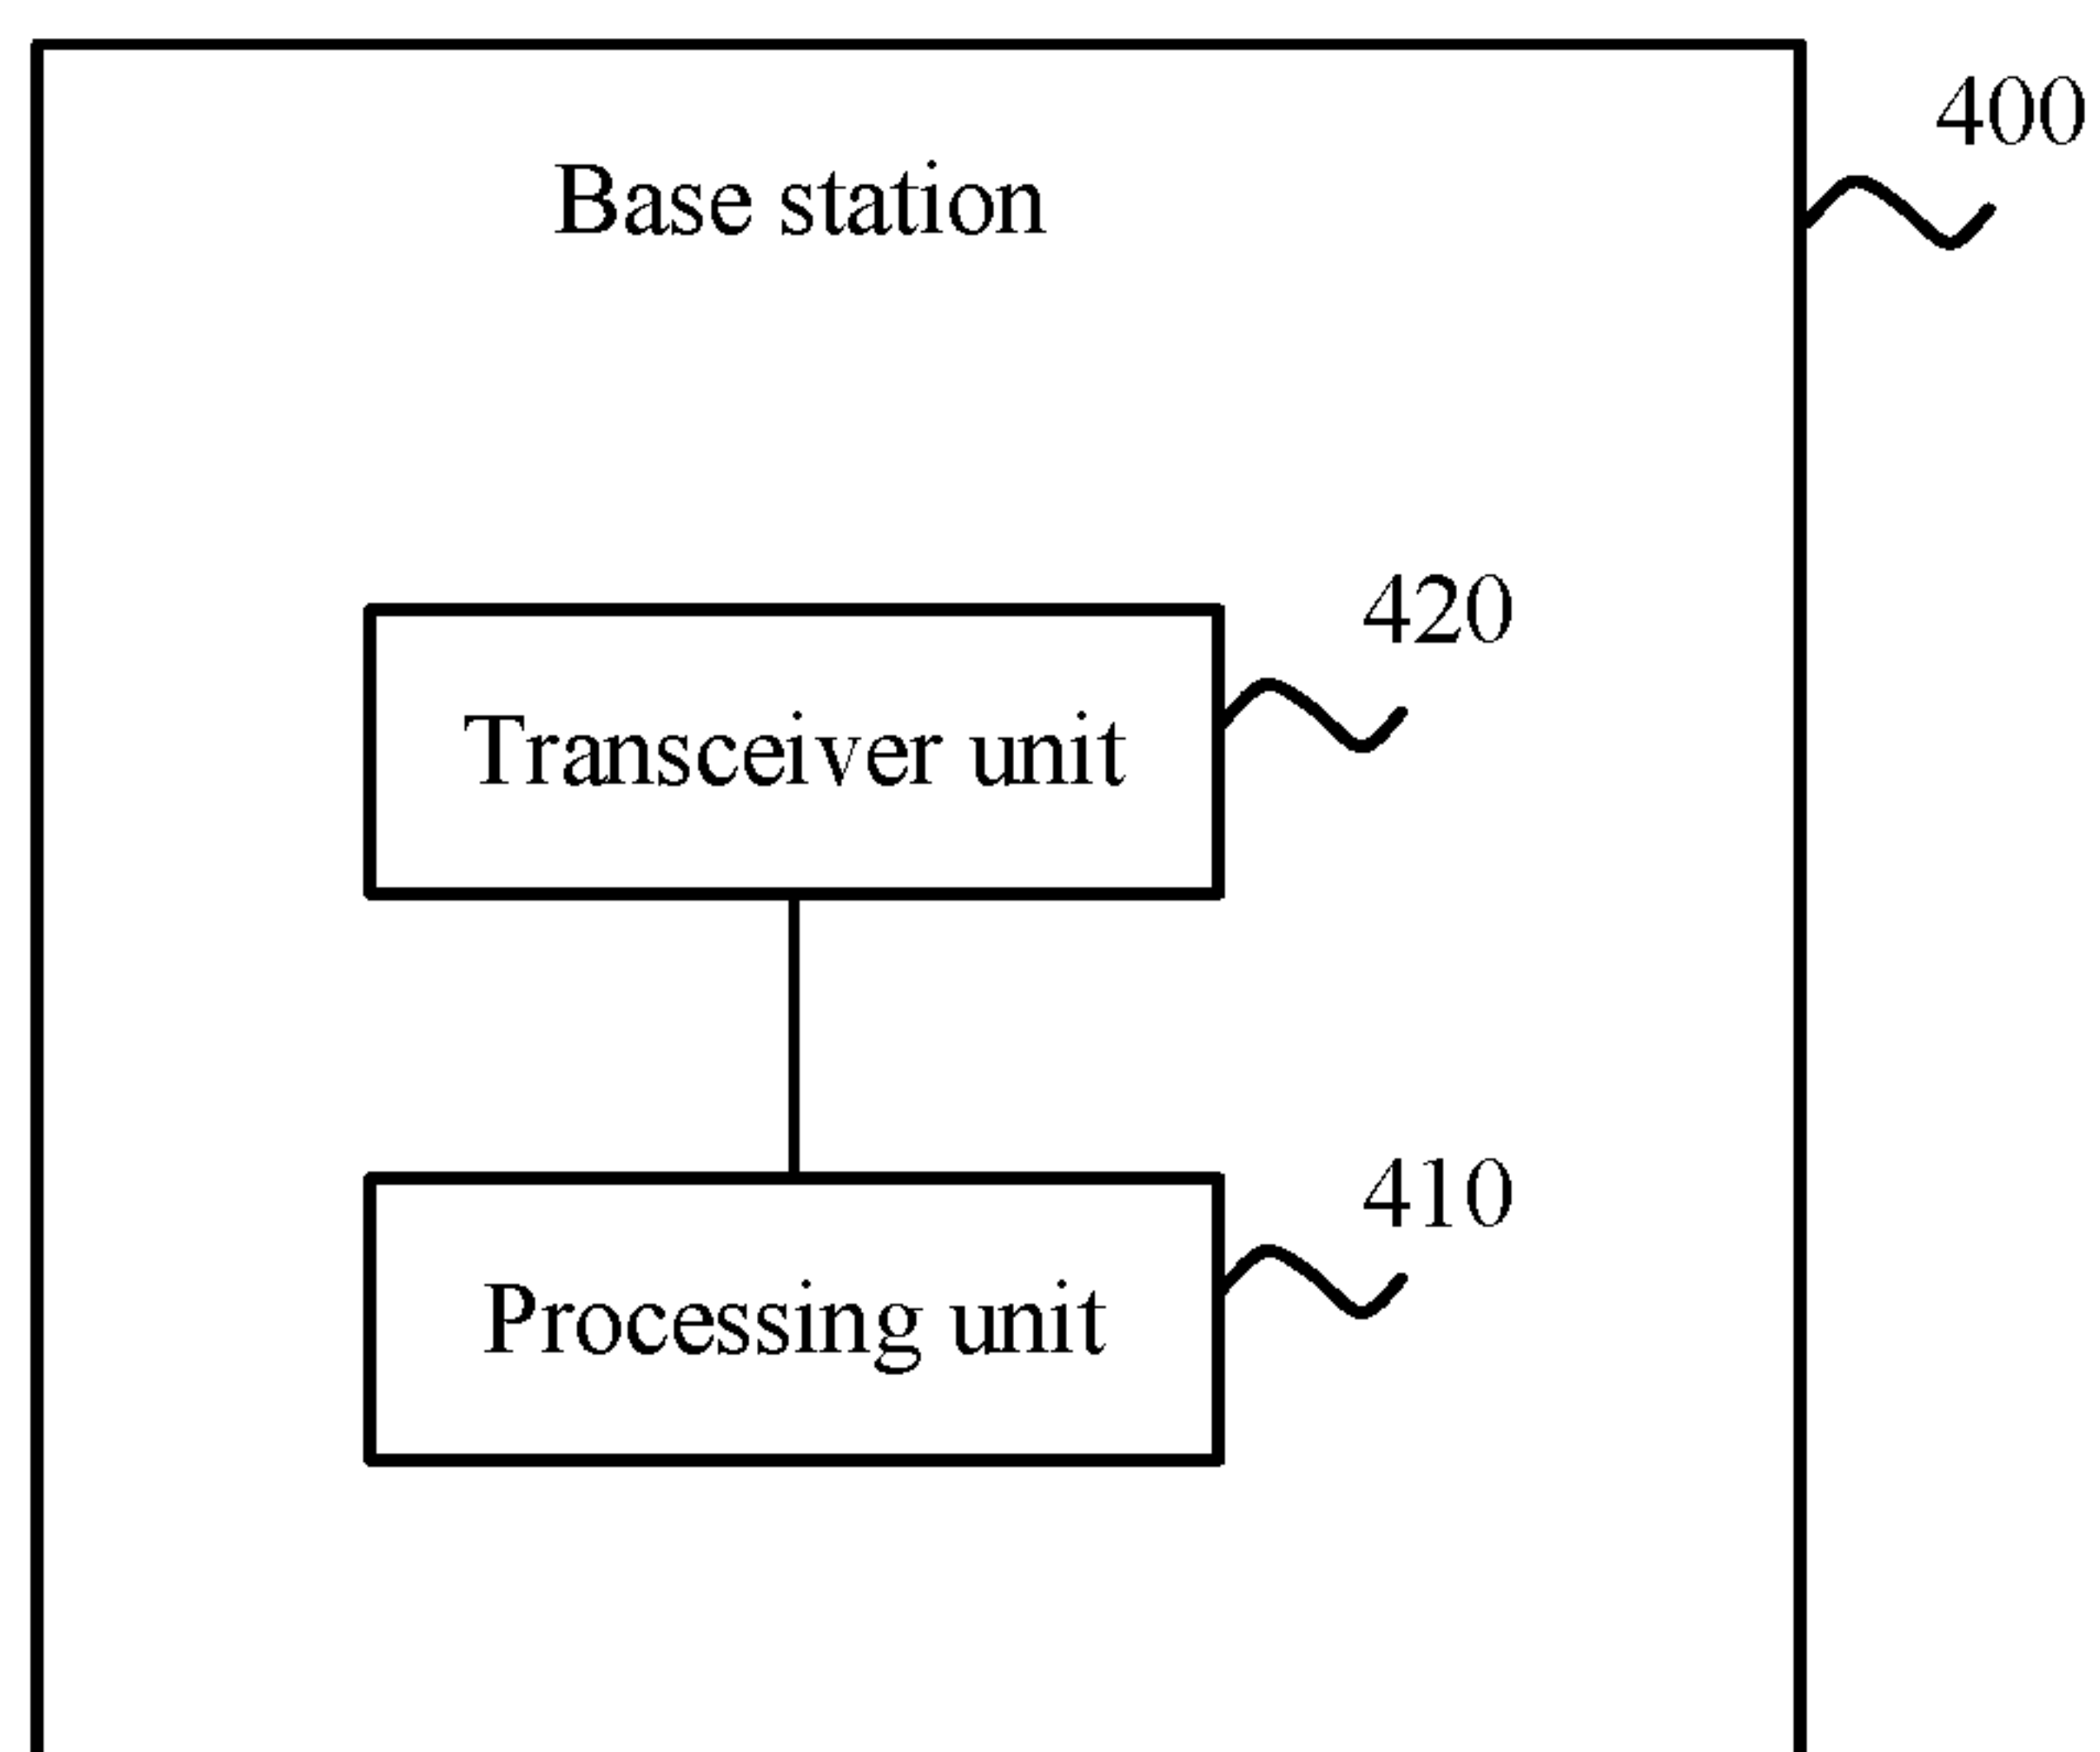 400
Base station
420
Transceiver unit
410
Processing unit